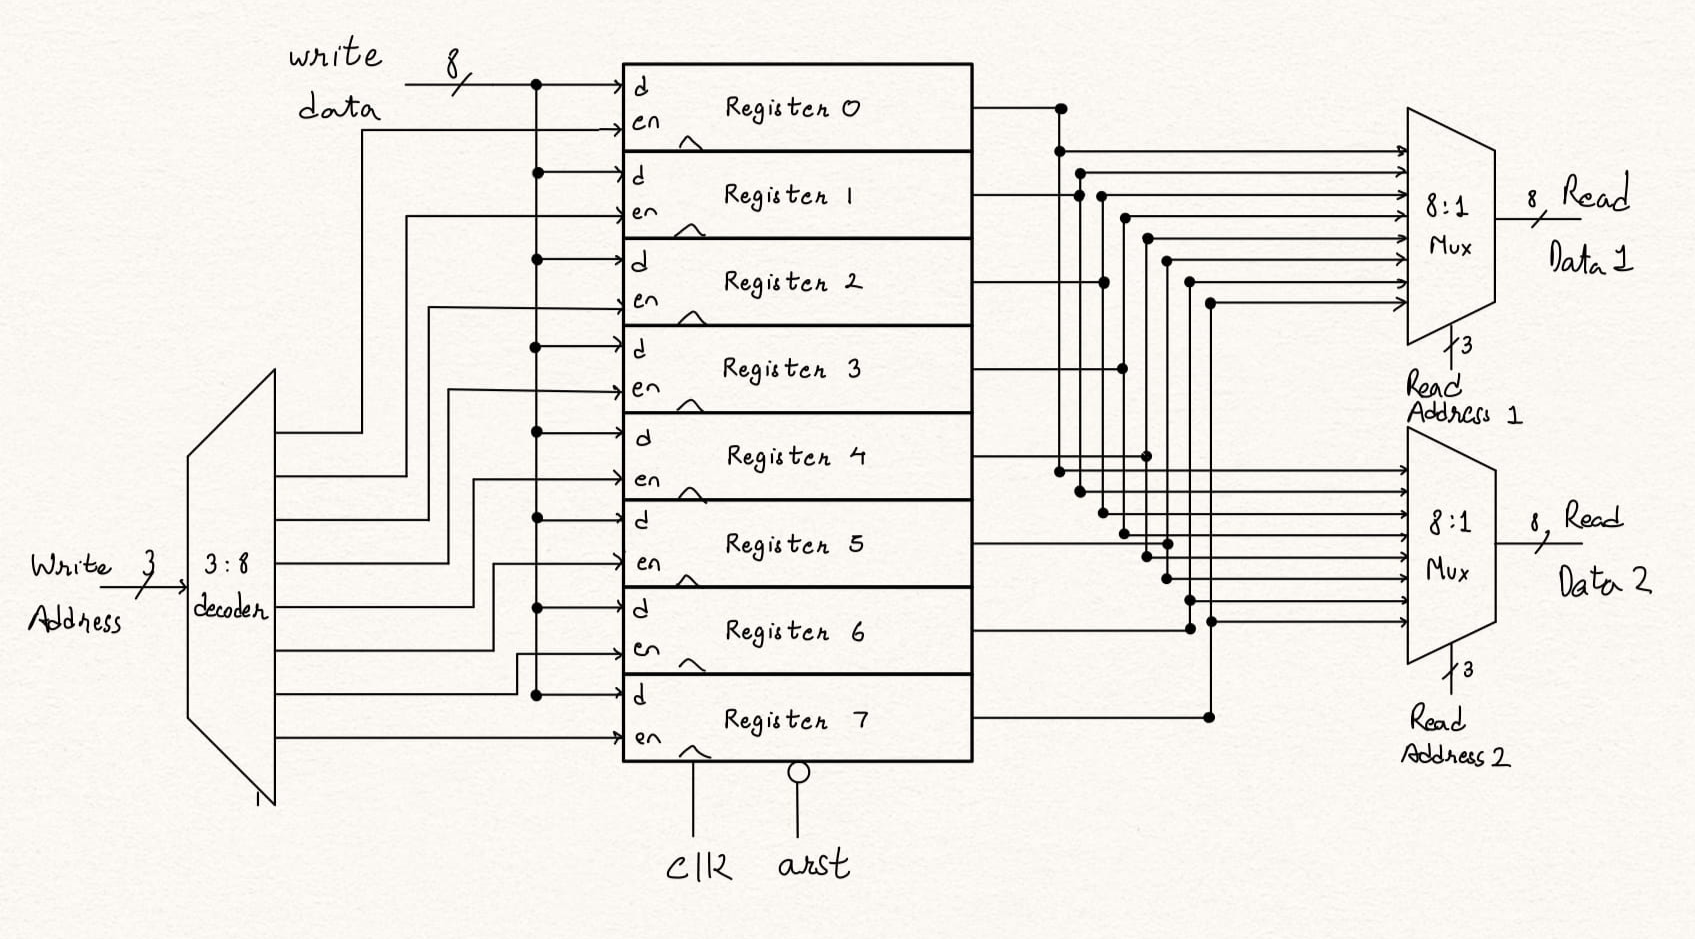 write
data
8
d
en
Register 0
d
en
Register 1
d
en
Register 2
d
en
Register 3
d
en
Register 4
d
en
Register 5
d
en
Register 6
d
en
Register 7
clk
arst
Write
Address
3
3:8
decoder
8:1
Mux
8
Read
Data 1
3
Read
Address 1
8:1
Mux
8
Read
Data 2
3
Read
Address 2